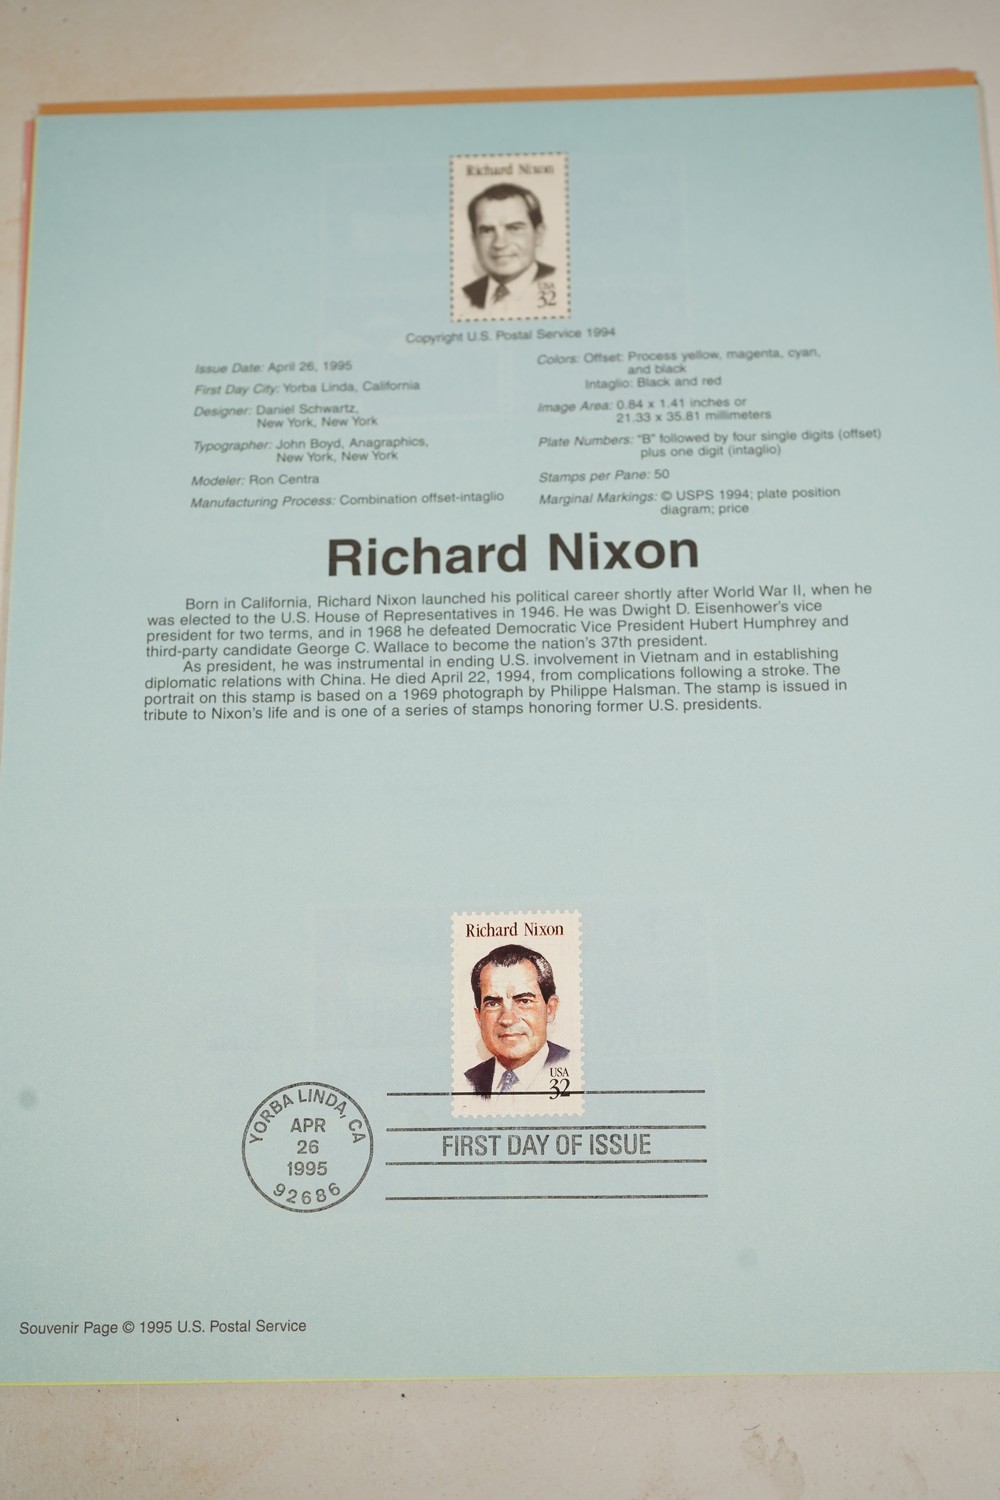 Richard Nixon
USA
32
Copyright U.S. Postal Service 1994
Issue Date: April 26, 1995
First Day City: Yorba Linda, California
Designer: Daniel Schwartz,
New York, New York
Typographer: John Boyd, Anagraphics,
New York, New York
Modeler: Ron Centra
Manufacturing Process: Combination offset-intaglio
Colors: Offset: Process yellow, magenta, cyan,
and black
Intaglio: Black and red
Image Area: 0.84 x 1.41 inches or
21.33 x 35.81 millimeters
Plate Numbers: "B" followed by four single digits (offset)
plus one digit (intaglio)
Stamps per Pane: 50
Marginal Markings: © USPS 1994; plate position
diagram; price
Richard Nixon
Born in California, Richard Nixon launched his political career shortly after World War II, when he
was elected to the U.S. House of Representatives in 1946. He was Dwight D. Eisenhower's vice
president for two terms, and in 1968 he defeated Democratic Vice President Hubert Humphrey and
third-party candidate George C. Wallace to become the nation's 37th president.
As president, he was instrumental in ending U.S. involvement in Vietnam and in establishing
diplomatic relations with China. He died April 22, 1994, from complications following a stroke. The
portrait on this stamp is based on a 1969 photograph by Philippe Halsman. The stamp is issued in
tribute to Nixon's life and is one of a series of stamps honoring former U.S. presidents.
Richard Nixon
USA
32
YORBA LINDA, CA
APR
26
1995
92686
FIRST DAY OF ISSUE
Souvenir Page © 1995 U.S. Postal Service